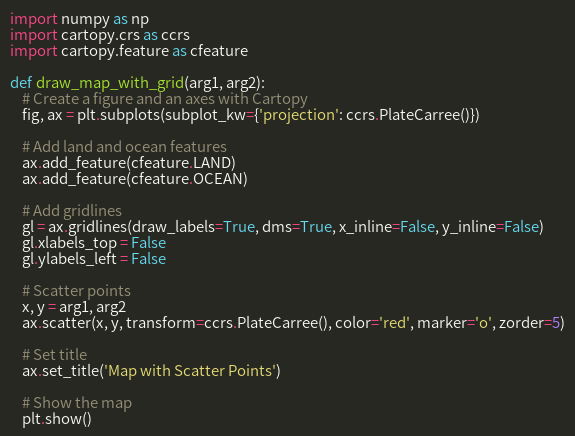 import numpy as np
import cartopy.crs as ccrs
import cartopy.feature as cfeature

def draw_map_with_grid(arg1, arg2):
    # Create a figure and an axes with Cartopy
    fig, ax = plt.subplots(subplot_kw={'projection': ccrs.PlateCarree()})

    # Add land and ocean features
    ax.add_feature(cfeature.LAND)
    ax.add_feature(cfeature.OCEAN)

    # Add gridlines
    gl = ax.gridlines(draw_labels=True, dms=True, x_inline=False, y_inline=False)
    gl.xlabels_top = False
    gl.ylabels_left = False

    # Scatter points
    x, y = arg1, arg2
    ax.scatter(x, y, transform=ccrs.PlateCarree(), color='red', marker='o', zorder=5)

    # Set title
    ax.set_title('Map with Scatter Points')

    # Show the map
    plt.show()